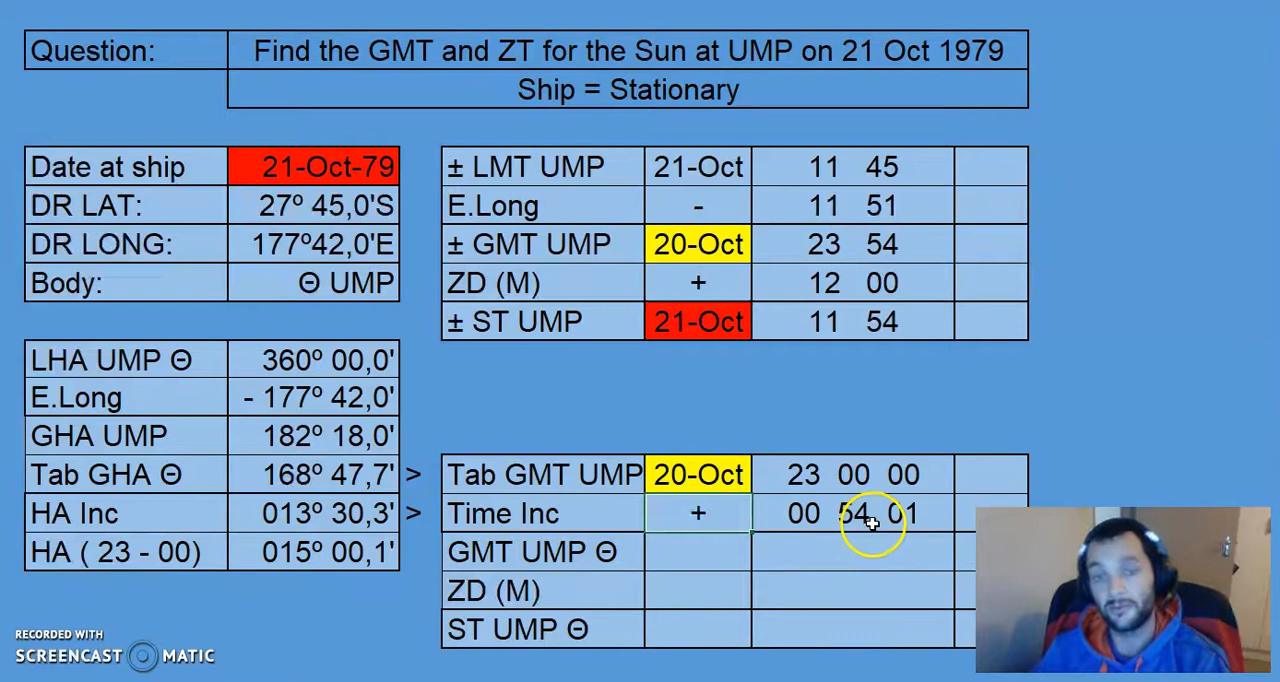 Question: Find the GMT and ZT for the Sun at UMP on 21 Oct 1979
Ship = Stationary
Date at ship 21-Oct-79
DR LAT: 27º 45,0'S
DR LONG: 177º42,0'E
Body: Θ UMP
± LMT UMP 21-Oct 11 45
E.Long - 11 51
± GMT UMP 20-Oct 23 54
ZD (M) + 12 00
± ST UMP 21-Oct 11 54
LHA UMP Θ 360º 00,0'
E.Long - 177º 42,0'
GHA UMP 182º 18,0'
Tab GHA Θ 168º 47,7' >
HA Inc 013º 30,3' >
HA ( 23 - 00) 015º 00,1'
Tab GMT UMP 20-Oct 23 00 00
Time Inc + 00 54 01
GMT UMP Θ
ZD (M)
ST UMP Θ
RECORDED WITH
SCREENCAST MATIC